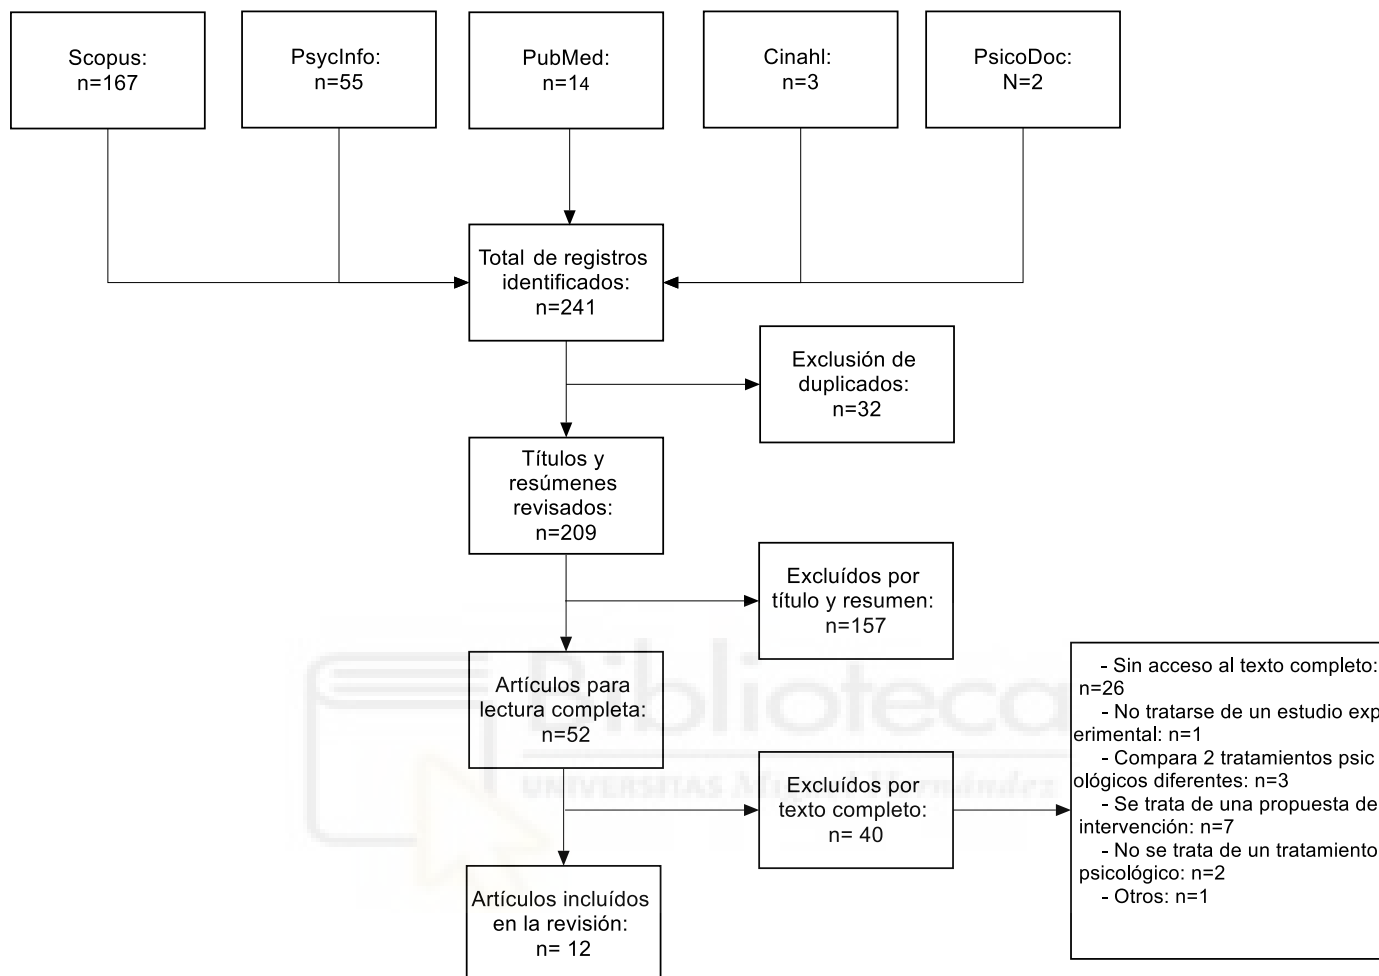 Scopus:
n=167
PsycInfo:
n=55
PubMed:
n=14
Cinahl:
n=3
PsicoDoc:
N=2
Total de registros
identificados:
n=241
Exclusión de
duplicados:
n=32
Títulos y
resúmenes
revisados:
n=209
Excluídos por
título y resumen:
n=157
Artículos para
lectura completa:
n=52
Excluídos por
texto completo:
n= 40
- Sin acceso al texto completo:
n=26
- No tratarse de un estudio exp
erimental: n=1
- Compara 2 tratamientos psic
ológicos diferentes: n=3
- Se trata de una propuesta de
intervención: n=7
- No se trata de un tratamiento
psicológico: n=2
- Otros: n=1
Artículos incluídos
en la revisión:
n= 12
Biblioteca
UNIVERSITAS Miguel Hernández